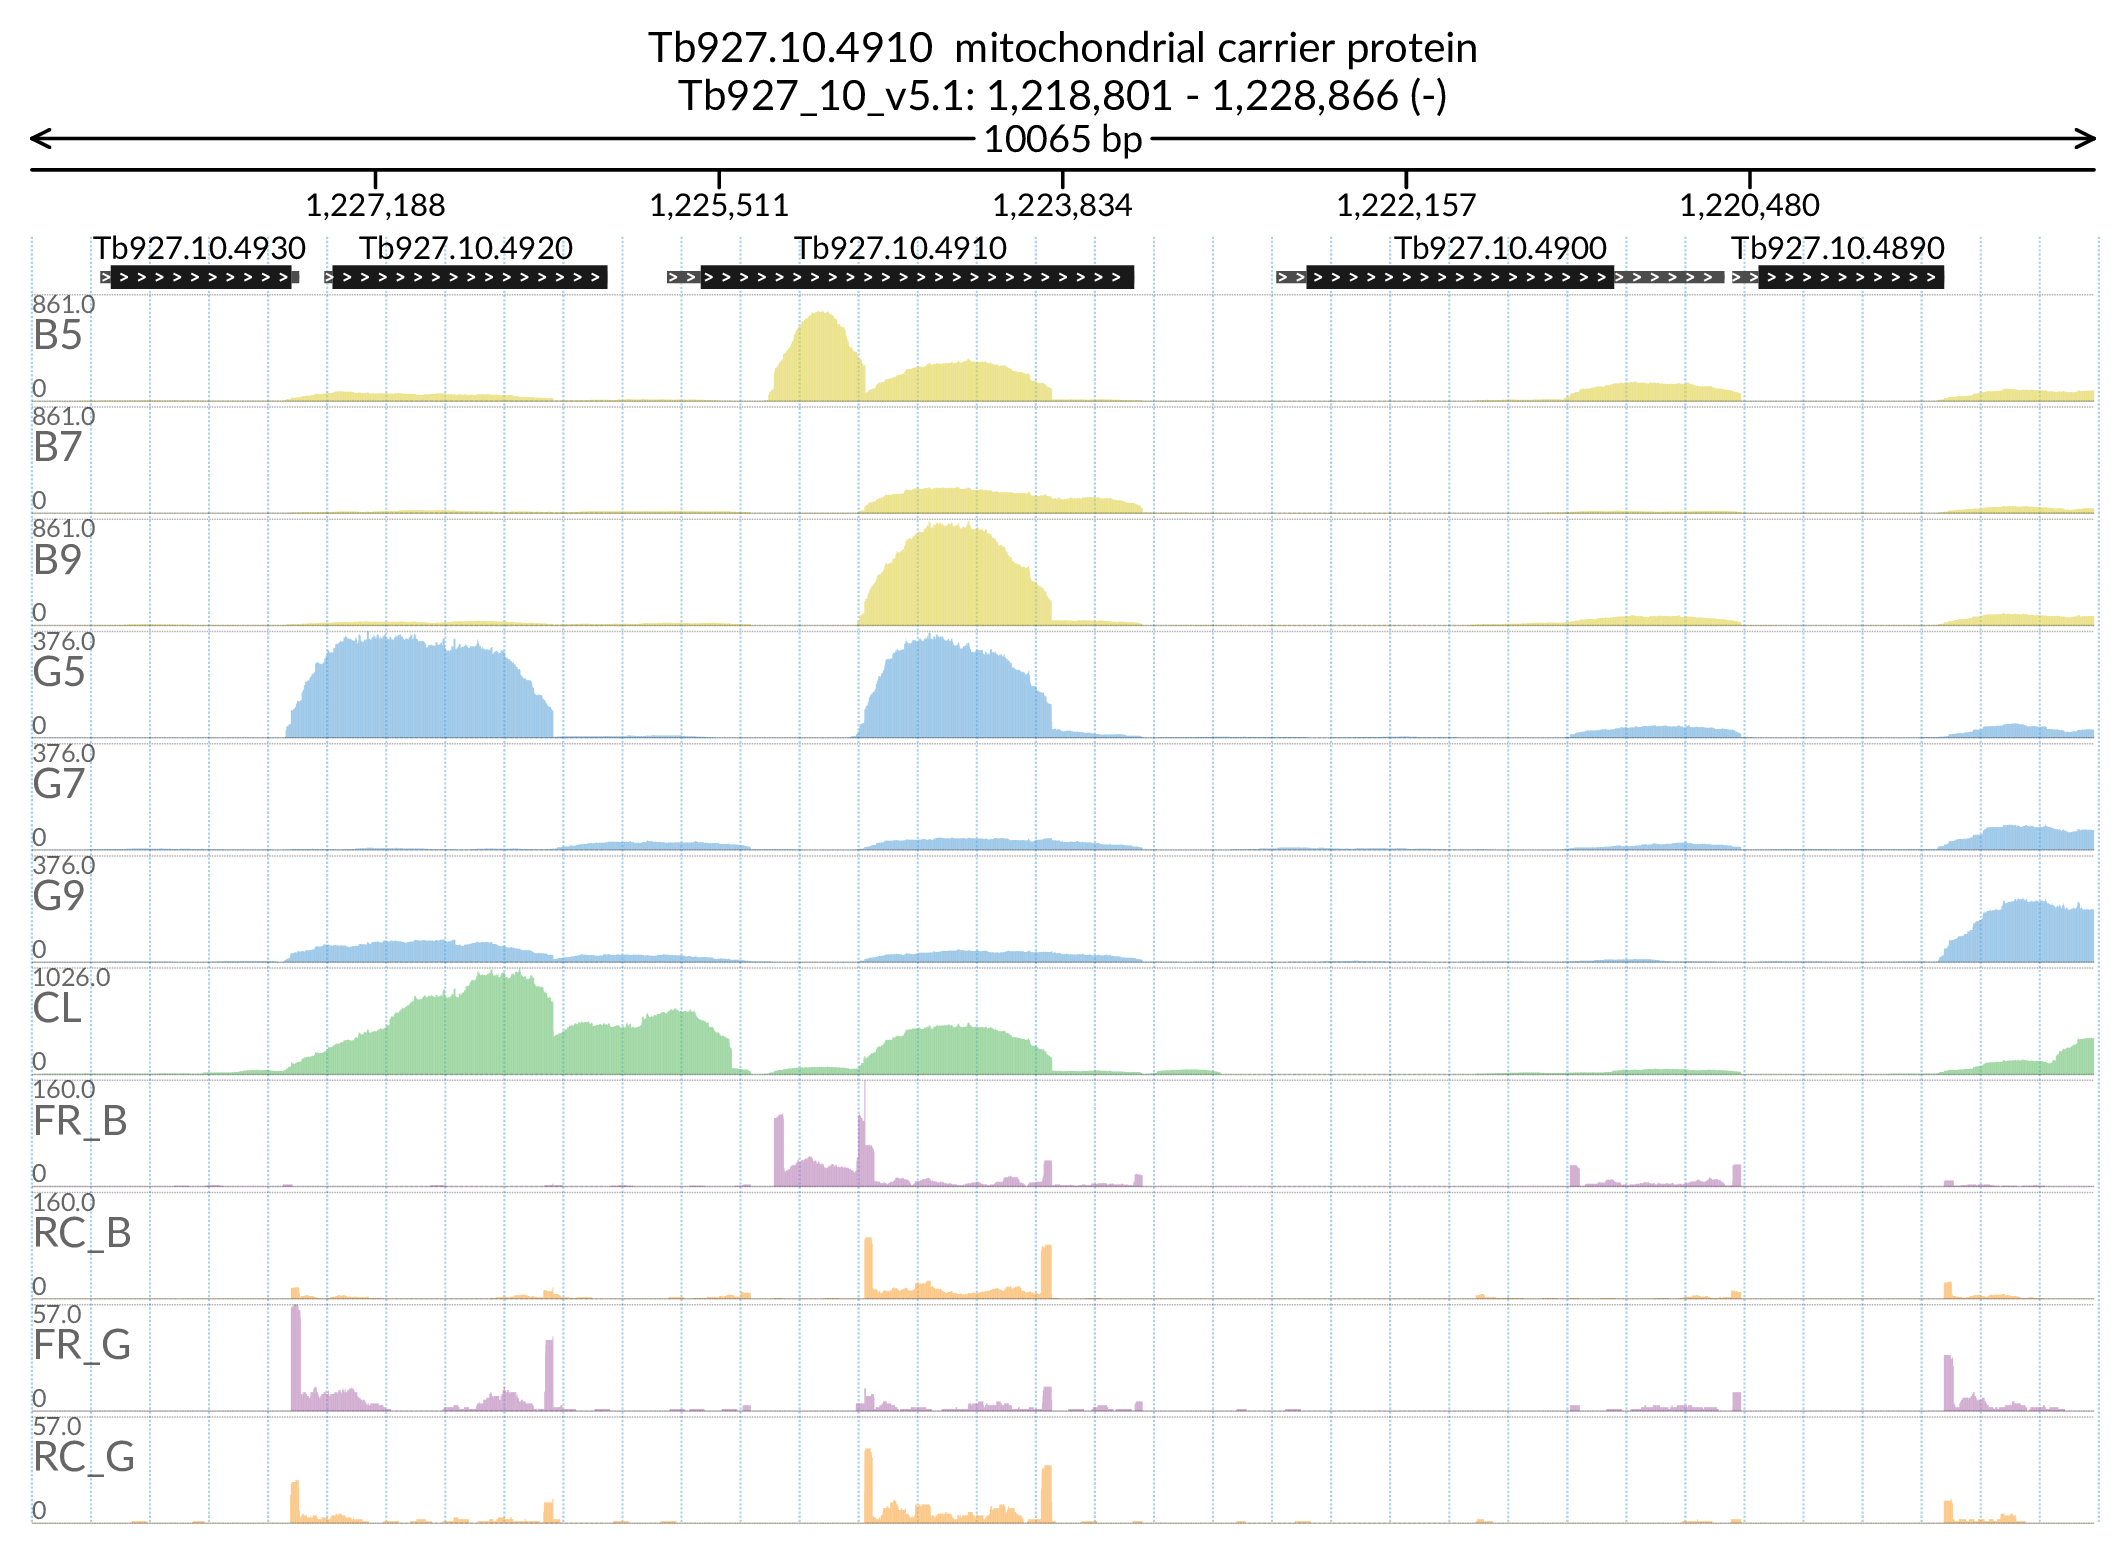 Tb927.10.4910  mitochondrial carrier protein
Tb927_10_v5.1: 1,218,801 - 1,228,866 (-)
10065 bp
1,227,188 1,225,511 1,223,834 1,222,157 1,220,480
Tb927.10.4930 Tb927.10.4920 Tb927.10.4910 Tb927.10.4900 Tb927.10.4890
861.0
B5
0
861.0
B7
0
861.0
B9
0
376.0
G5
0
376.0
G7
0
376.0
G9
0
1026.0
CL
0
160.0
FR_B
0
160.0
RC_B
0
57.0
FR_G
0
57.0
RC_G
0